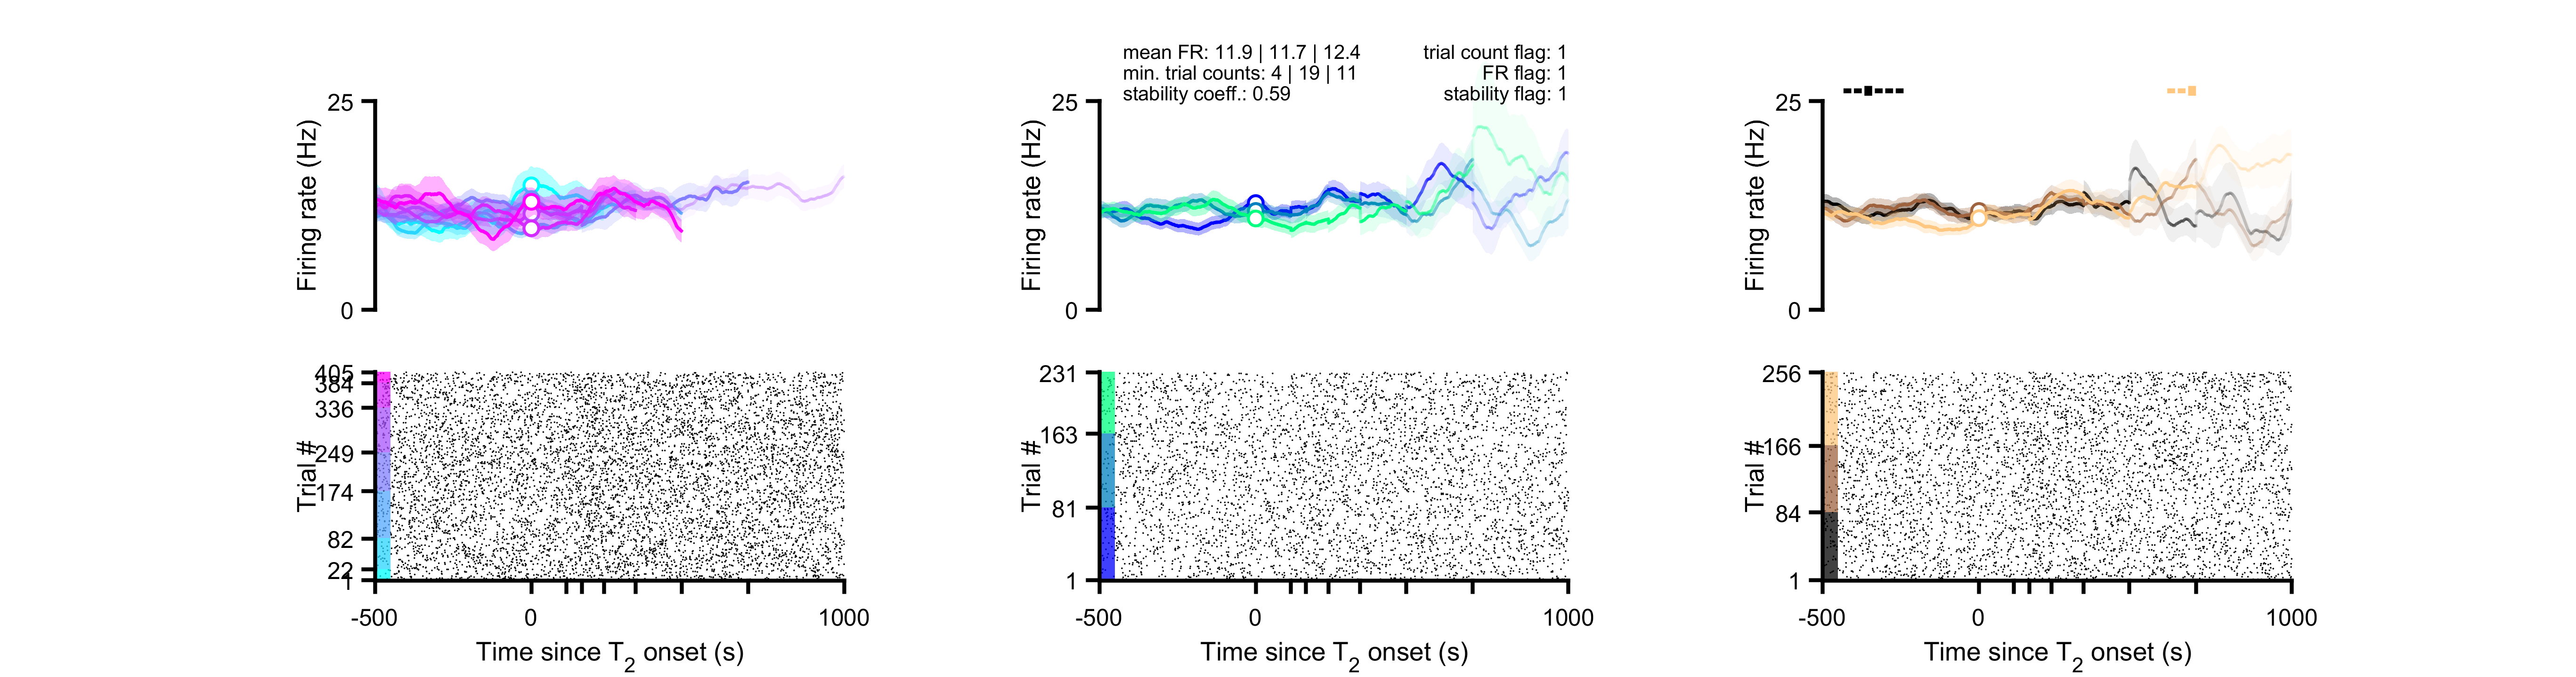 mean FR: 11.9 | 11.7 | 12.4
min. trial counts: 4 | 19 | 11
stability coeff.: 0.59
trial count flag: 1
FR flag: 1
stability flag: 1
25
Firing rate (Hz)
0
25
Firing rate (Hz)
0
25
Firing rate (Hz)
0
405
384
336
249
174
82
22
1
Trial #
-500
0
1000
Time since T2 onset (s)
231
163
81
1
Trial #
-500
0
1000
Time since T2 onset (s)
256
166
84
1
Trial #
-500
0
1000
Time since T2 onset (s)